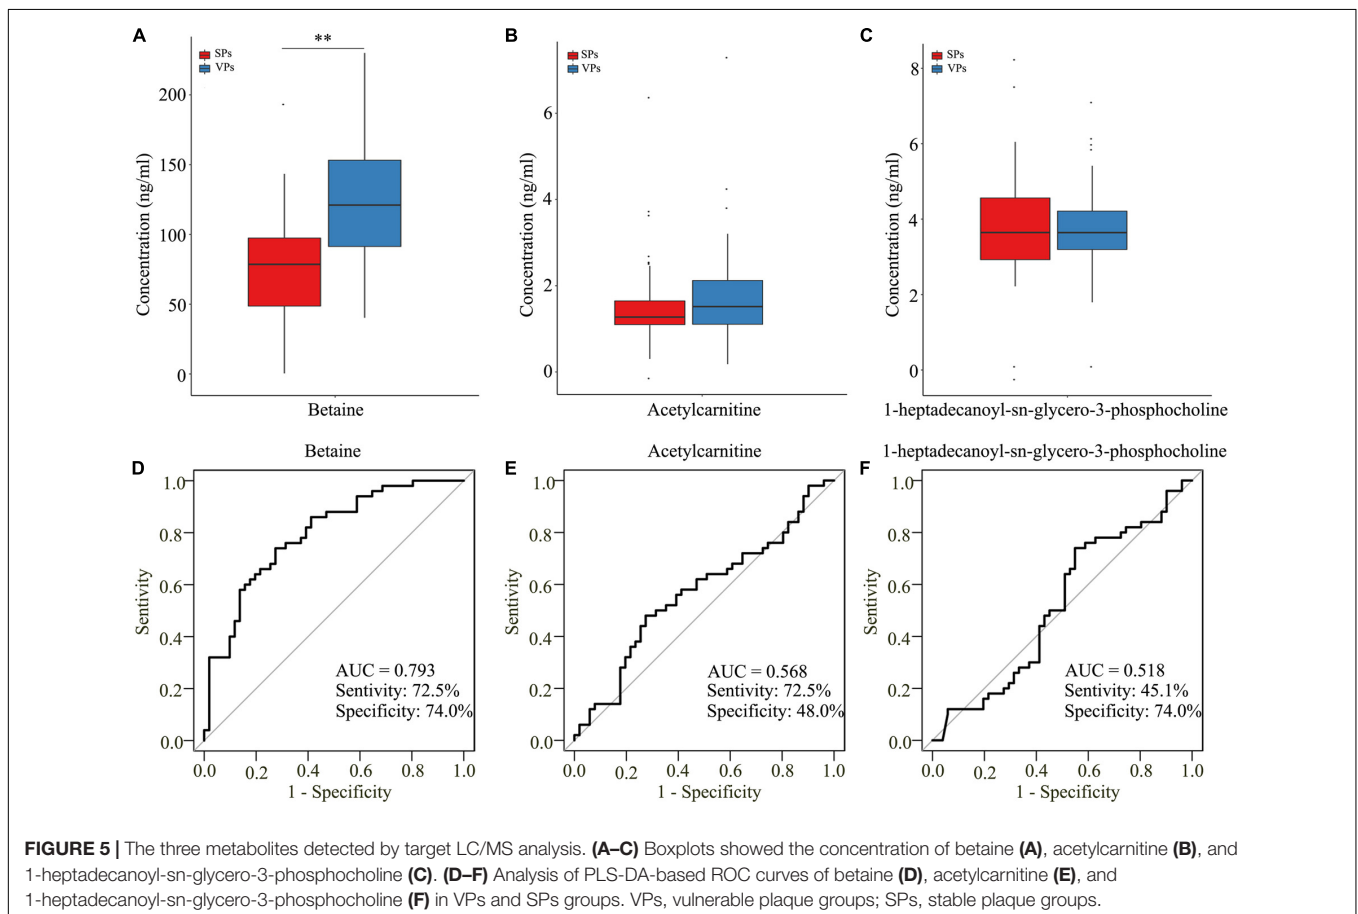 A
**
SPs
VPs
200
150
100
50
0
Concentration (ng/ml)
Betaine
B
SPs
VPs
6
4
2
0
Concentration (ng/ml)
Acetylcarnitine
C
SPs
VPs
8
6
4
2
0
Concentration (ng/ml)
1-heptadecanoyl-sn-glycero-3-phosphocholine
D
Betaine
1.0
0.8
0.6
0.4
0.2
0.0
Sentivity
AUC = 0.793
Sentivity: 72.5%
Specificity: 74.0%
0.0 0.2 0.4 0.6 0.8 1.0
1 - Specificity
E
Acetylcarnitine
1.0
0.8
0.6
0.4
0.2
0.0
Sentivity
AUC = 0.568
Sentivity: 72.5%
Specificity: 48.0%
0.0 0.2 0.4 0.6 0.8 1.0
1 - Specificity
F
1-heptadecanoyl-sn-glycero-3-phosphocholine
1.0
0.8
0.6
0.4
0.2
0.0
Sentivity
AUC = 0.518
Sentivity: 45.1%
Specificity: 74.0%
0.0 0.2 0.4 0.6 0.8 1.0
1 - Specificity
FIGURE 5 | The three metabolites detected by target LC/MS analysis. (A–C) Boxplots showed the concentration of betaine (A), acetylcarnitine (B), and
1-heptadecanoyl-sn-glycero-3-phosphocholine (C). (D–F) Analysis of PLS-DA-based ROC curves of betaine (D), acetylcarnitine (E), and
1-heptadecanoyl-sn-glycero-3-phosphocholine (F) in VPs and SPs groups. VPs, vulnerable plaque groups; SPs, stable plaque groups.